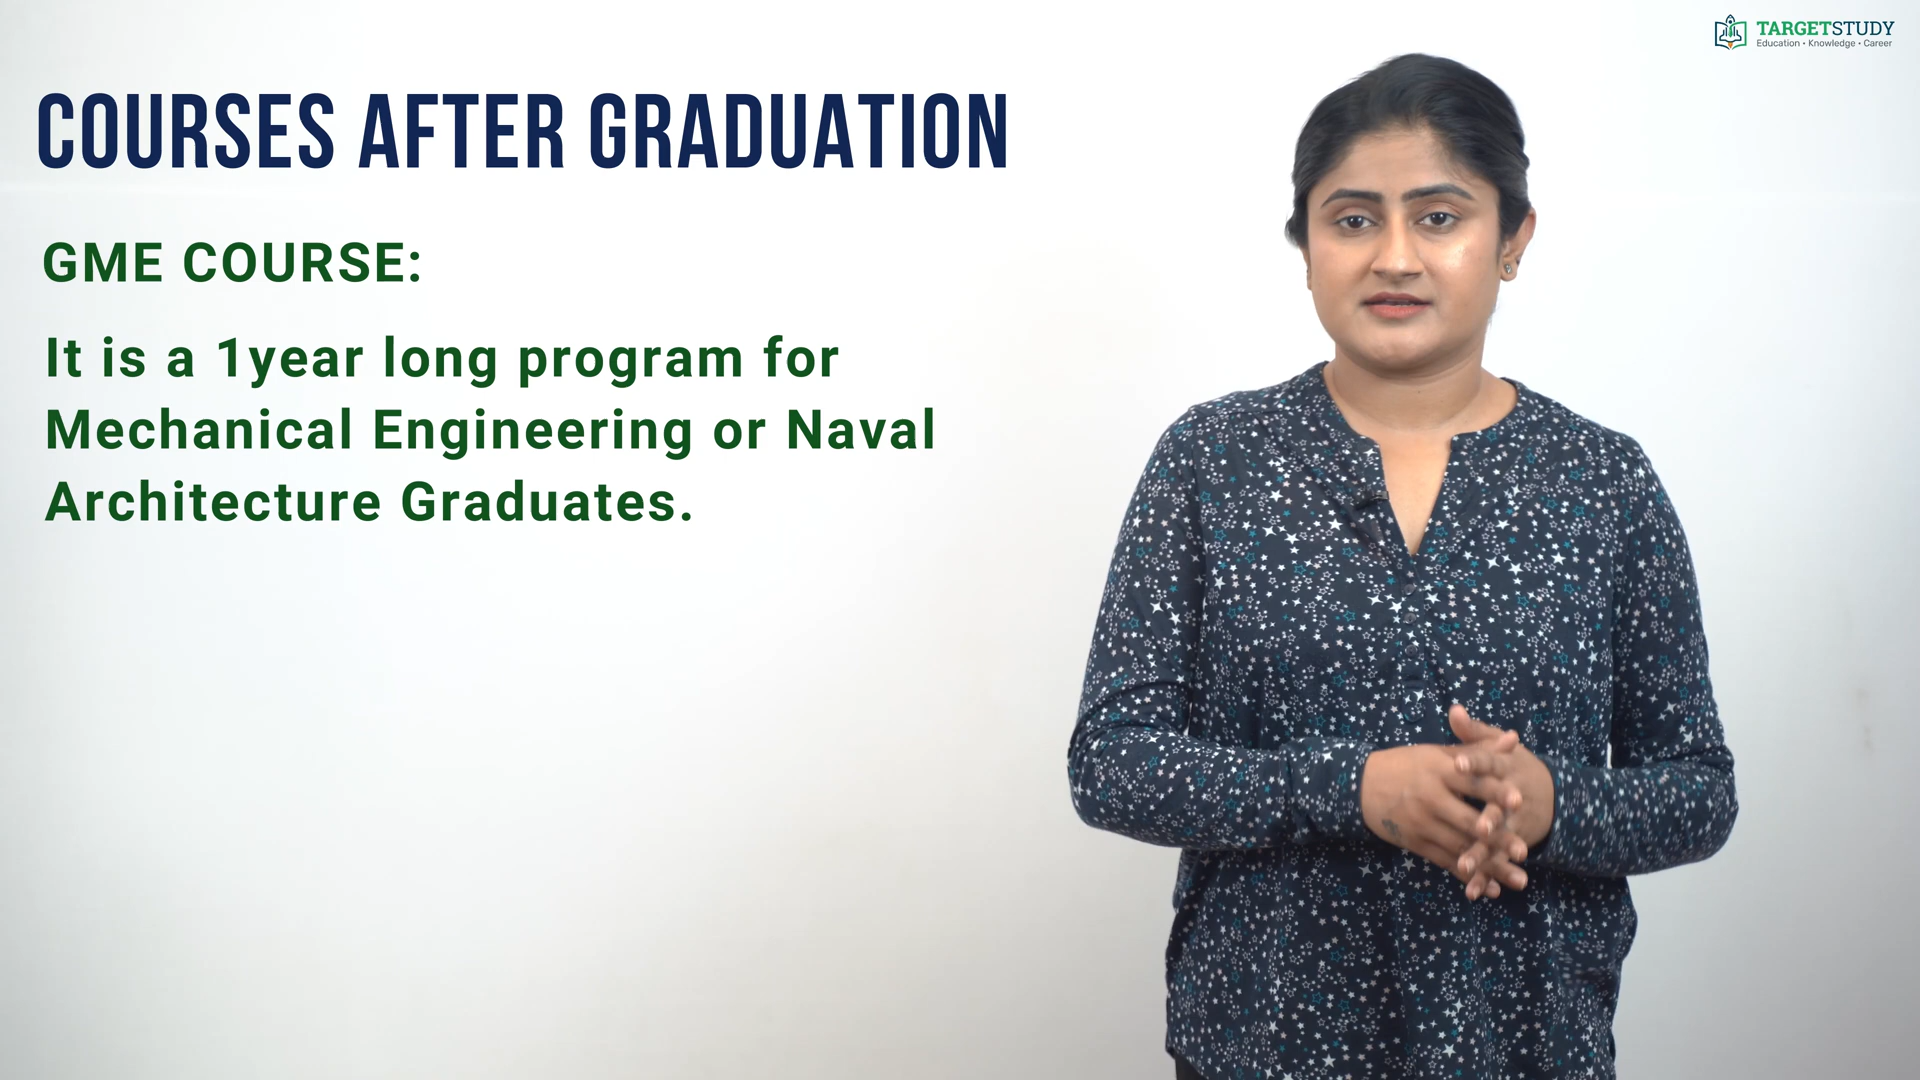 TARGETSTUDY
Education • Knowledge • Career
COURSES AFTER GRADUATION
GME COURSE:
It is a 1year long program for
Mechanical Engineering or Naval
Architecture Graduates.